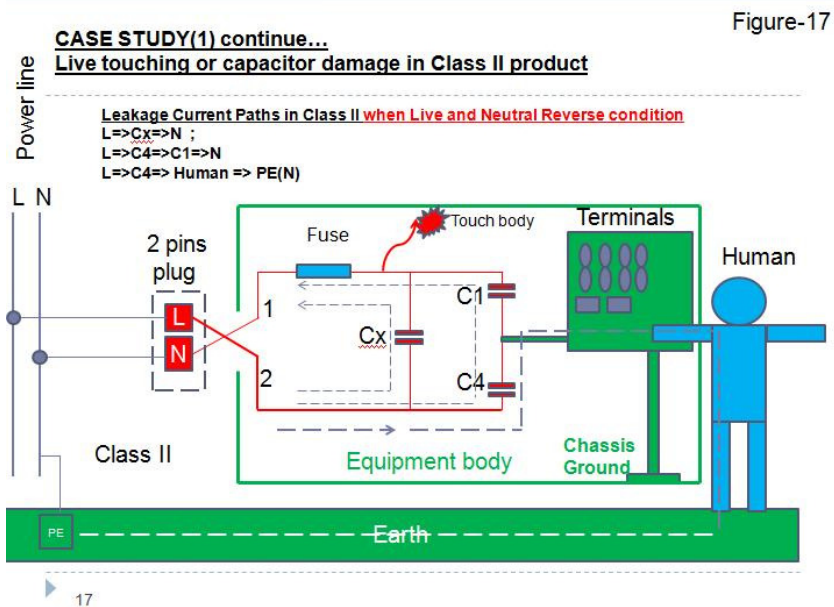 Figure-17
CASE STUDY(1) continue…
Live touching or capacitor damage in Class II product
Power line
Leakage Current Paths in Class II when Live and Neutral Reverse condition
L=>Cx=>N ;
L=>C4=>C1=>N
L=>C4=> Human => PE(N)
L N
2 pins
plug
Fuse
Touch body
Terminals
Human
L
N
1
2
Cx
C1
C4
Class II
Equipment body
Chassis
Ground
PE
Earth
17